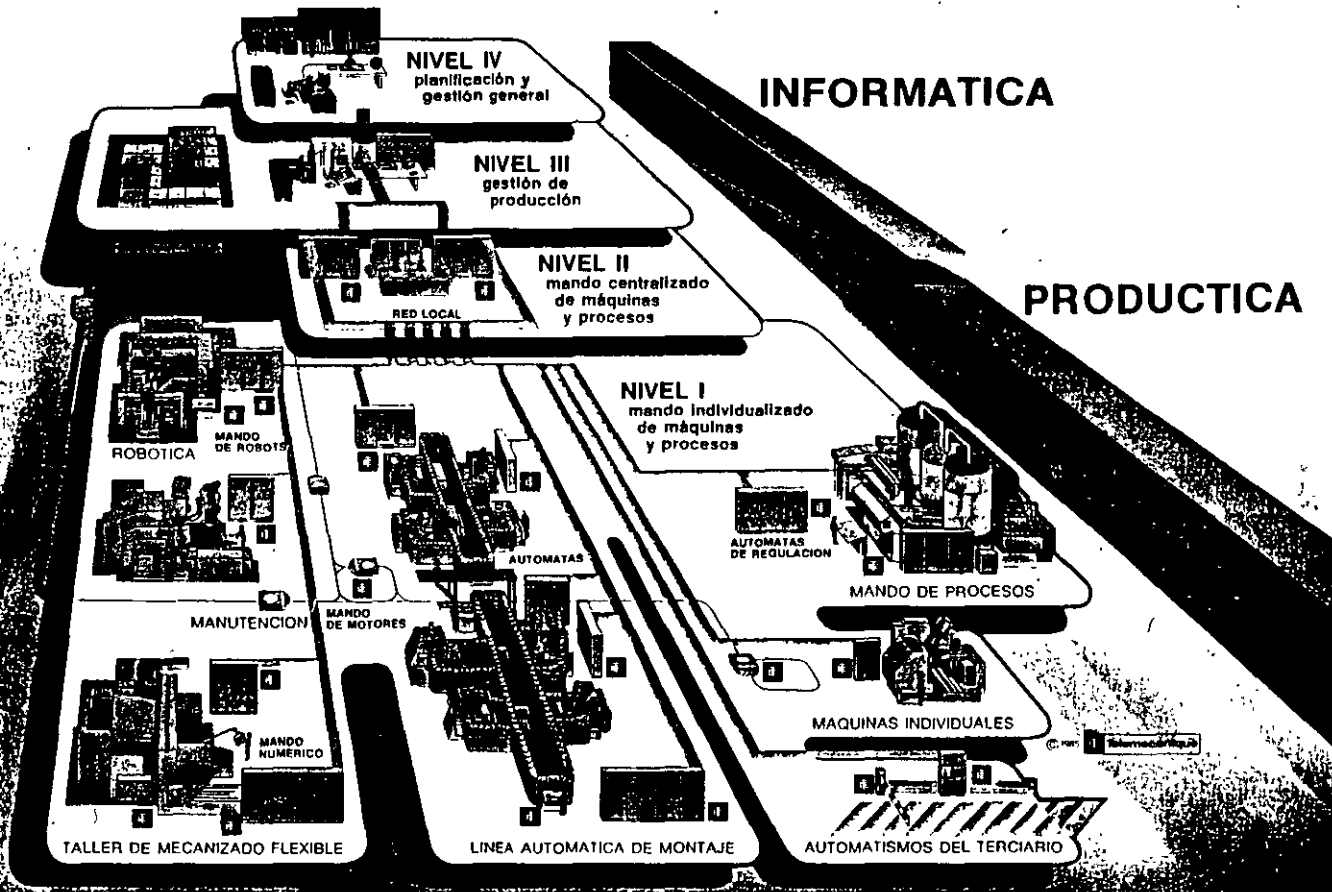 NIVEL IV
planificación y
gestión general
INFORMATICA
NIVEL III
gestión de
producción
NIVEL II
mando centralizado
de máquinas
y procesos
RED LOCAL
PRODUCTICA
NIVEL I
mando individualizado
de máquinas
y procesos
MANDO
DE ROBOTS
ROBOTICA
AUTOMATAS
DE REGULACION
AUTOMATAS
MANDO DE PROCESOS
MANUTENCION
MANDO
DE MOTORES
MAQUINAS INDIVIDUALES
MANDO
NUMERICO
© 1985 Telemecanique
TALLER DE MECANIZADO FLEXIBLE
LINEA AUTOMATICA DE MONTAJE
AUTOMATISMOS DEL TERCIARIO